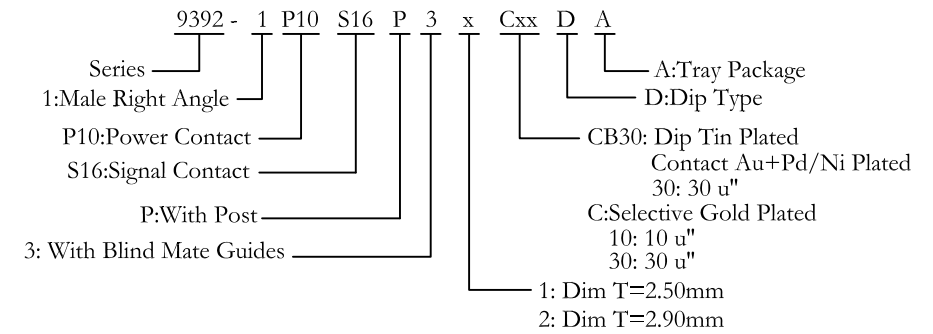 9392 - 1 P10 S16 P 3 x Cxx D A
Series
A:Tray Package
1:Male Right Angle
D:Dip Type
P10:Power Contact
CB30: Dip Tin Plated
Contact Au+Pd/Ni Plated
30: 30 u"
S16:Signal Contact
P:With Post
C:Selective Gold Plated
10: 10 u"
30: 30 u"
3: With Blind Mate Guides
1: Dim T=2.50mm
2: Dim T=2.90mm